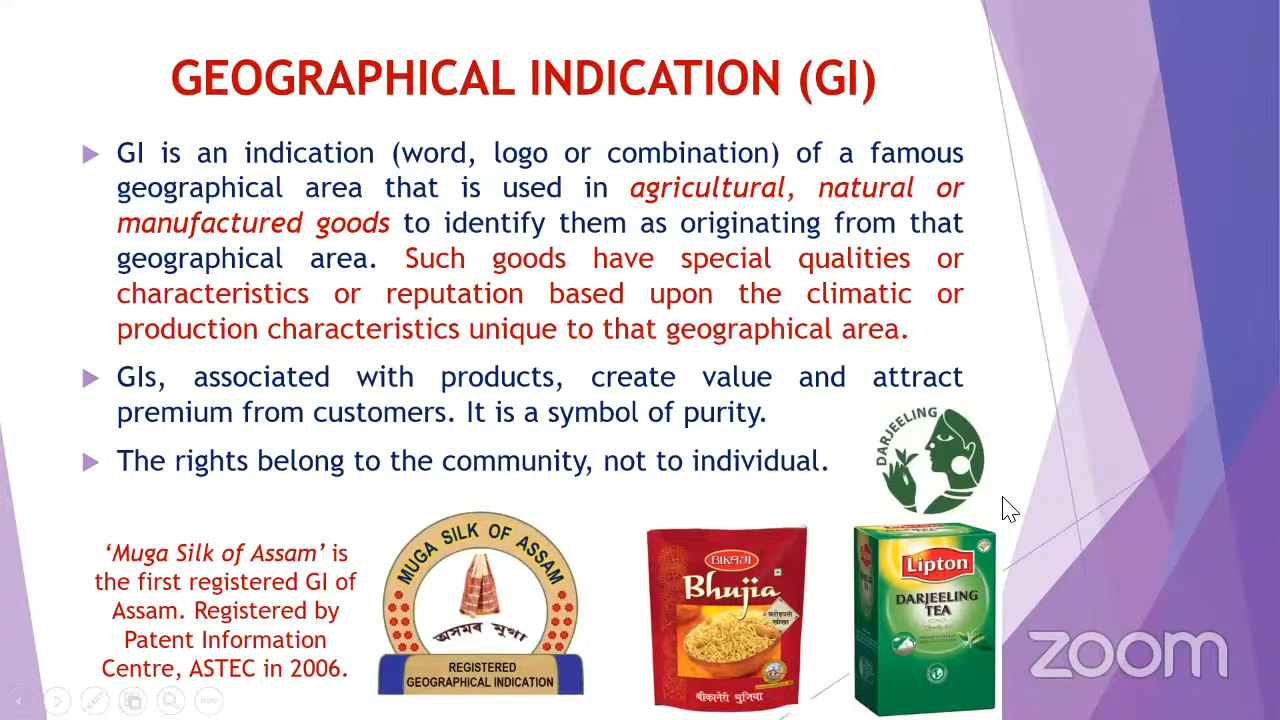 GEOGRAPHICAL INDICATION (GI)
GI is an indication (word, logo or combination) of a famous
geographical area that is used in agricultural, natural or
manufactured goods to identify them as originating from that
geographical area. Such goods have special qualities or
characteristics or reputation based upon the climatic or
production characteristics unique to that geographical area.
GIs, associated with products, create value and attract
premium from customers. It is a symbol of purity.
The rights belong to the community, not to individual.
DARJEELING
‘Muga Silk of Assam’ is
the first registered GI of
Assam. Registered by
Patent Information
Centre, ASTEC in 2006.
MUGA SILK OF ASSAM
অসমৰ মুগা
REGISTERED
GEOGRAPHICAL INDICATION
BIKAJI
Bhujia
बीकानेरी भुजिया
Lipton
DARJEELING
TEA
zoom